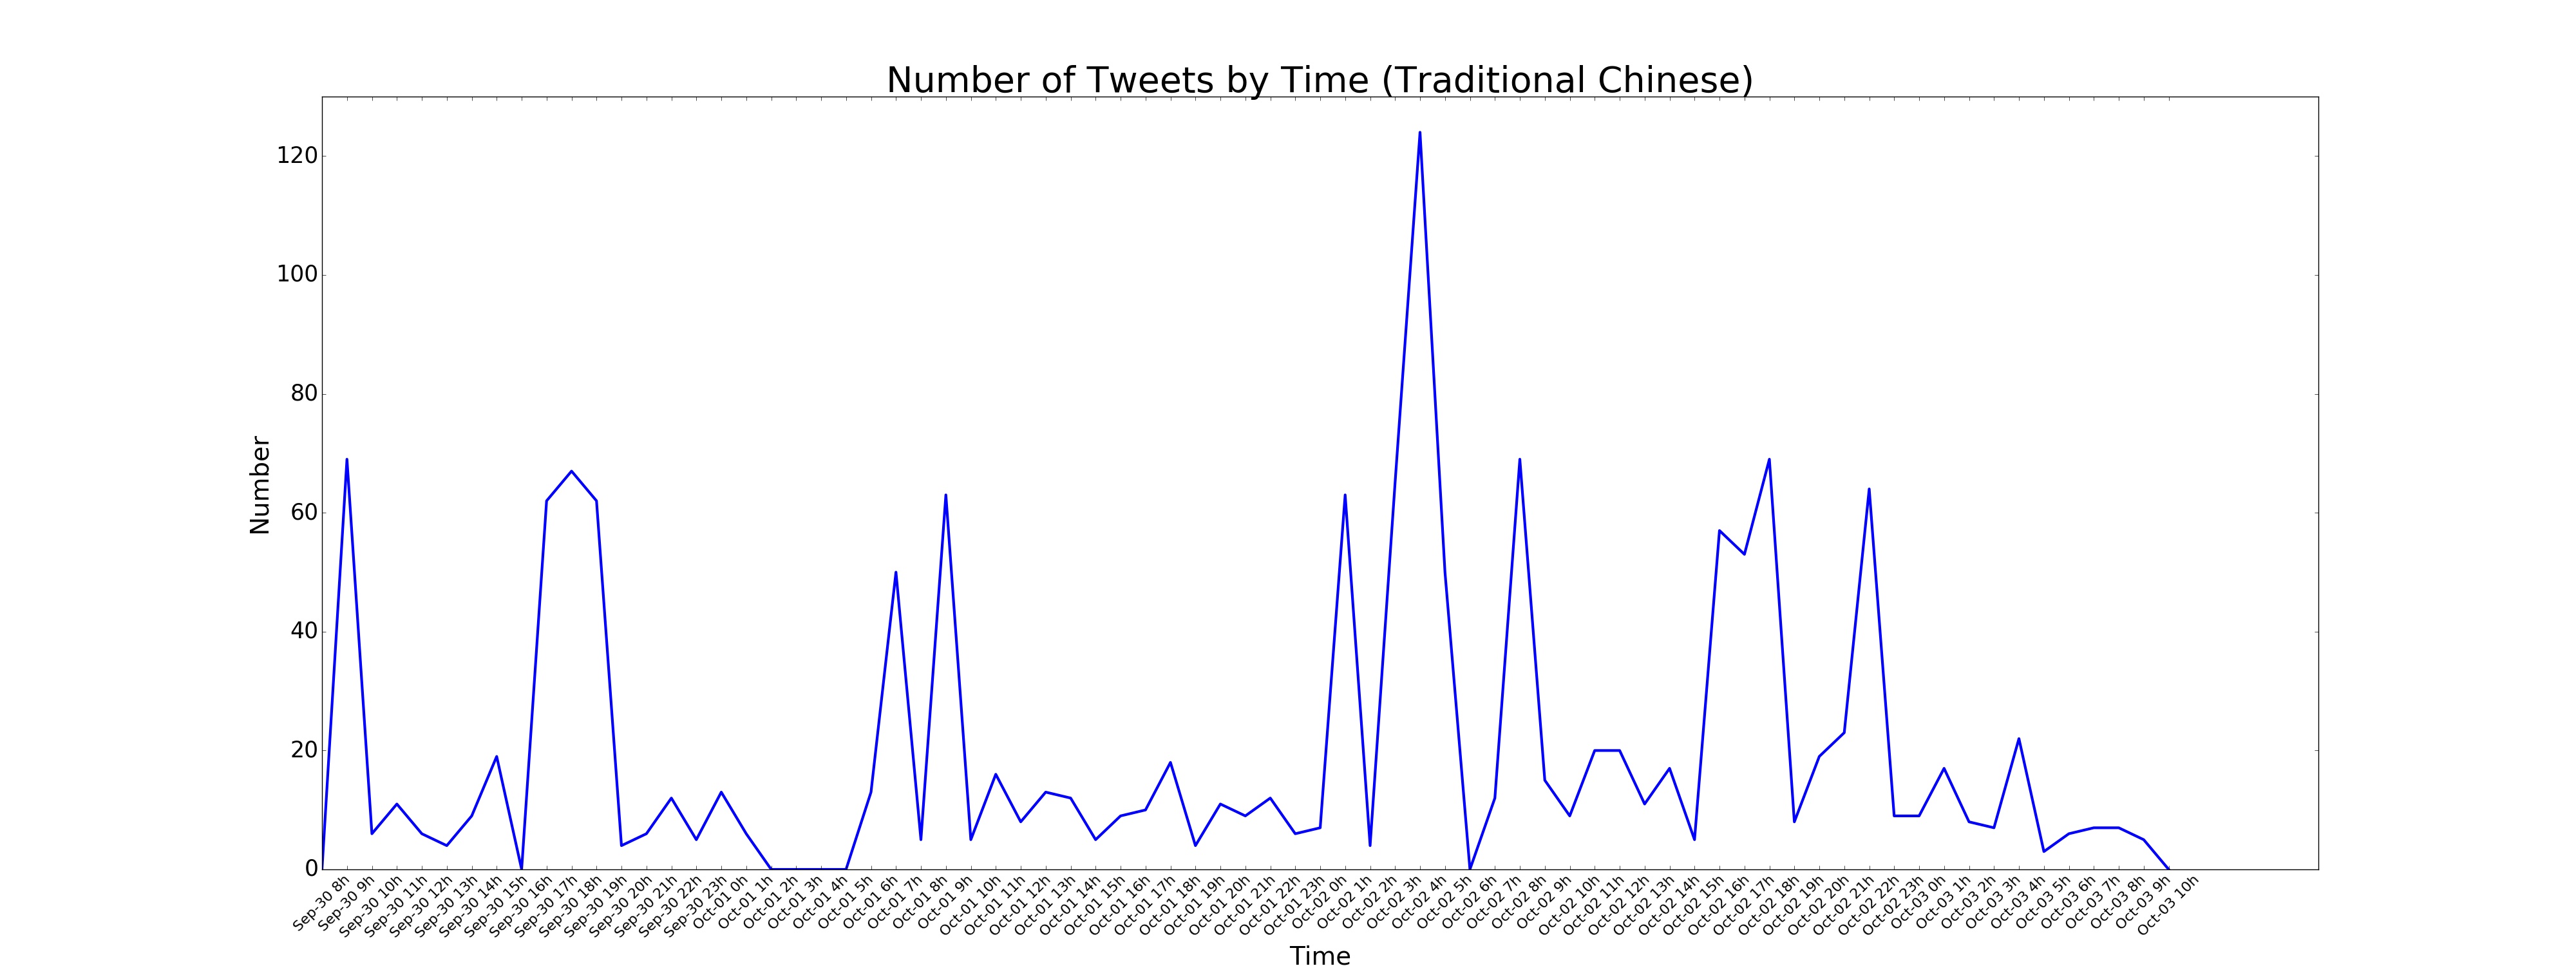 Number of Tweets by Time (Traditional Chinese)
120
100
80
60
40
20
0
Number
Sep-30 8h
Sep-30 9h
Sep-30 10h
Sep-30 11h
Sep-30 12h
Sep-30 13h
Sep-30 14h
Sep-30 15h
Sep-30 16h
Sep-30 17h
Sep-30 18h
Sep-30 19h
Sep-30 20h
Sep-30 21h
Sep-30 22h
Sep-30 23h
Oct-01 0h
Oct-01 1h
Oct-01 2h
Oct-01 3h
Oct-01 4h
Oct-01 5h
Oct-01 6h
Oct-01 7h
Oct-01 8h
Oct-01 9h
Oct-01 10h
Oct-01 11h
Oct-01 12h
Oct-01 13h
Oct-01 14h
Oct-01 15h
Oct-01 16h
Oct-01 17h
Oct-01 18h
Oct-01 19h
Oct-01 20h
Oct-01 21h
Oct-01 22h
Oct-01 23h
Oct-02 0h
Oct-02 1h
Oct-02 2h
Oct-02 3h
Oct-02 4h
Oct-02 5h
Oct-02 6h
Oct-02 7h
Oct-02 8h
Oct-02 9h
Oct-02 10h
Oct-02 11h
Oct-02 12h
Oct-02 13h
Oct-02 14h
Oct-02 15h
Oct-02 16h
Oct-02 17h
Oct-02 18h
Oct-02 19h
Oct-02 20h
Oct-02 21h
Oct-02 22h
Oct-02 23h
Oct-03 0h
Oct-03 1h
Oct-03 2h
Oct-03 3h
Oct-03 4h
Oct-03 5h
Oct-03 6h
Oct-03 7h
Oct-03 8h
Oct-03 9h
Oct-03 10h
Time